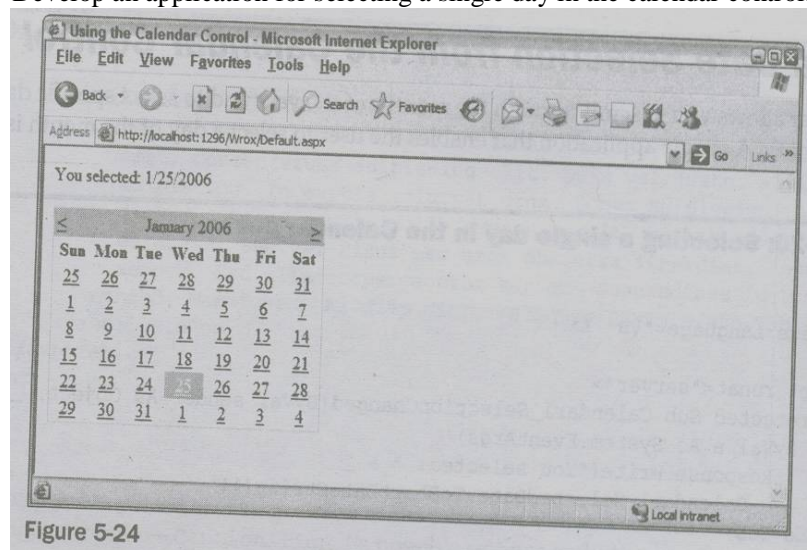 Develop an application for selecting a single day in the calendar
Using the Calendar Control - Microsoft Internet Explorer
File Edit View Favorites Tools Help
Back Search Favorites
Address http://localhost:1296/Wrox/Default.aspx Go Links »
You selected: 1/25/2006
< January 2006 >
Sun Mon Tue Wed Thu Fri Sat
25 26 27 28 29 30 31
1 2 3 4 5 6 7
8 9 10 11 12 13 14
15 16 17 18 19 20 21
22 23 24 25 26 27 28
29 30 31 1 2 3 4
Local intranet
Figure 5-24